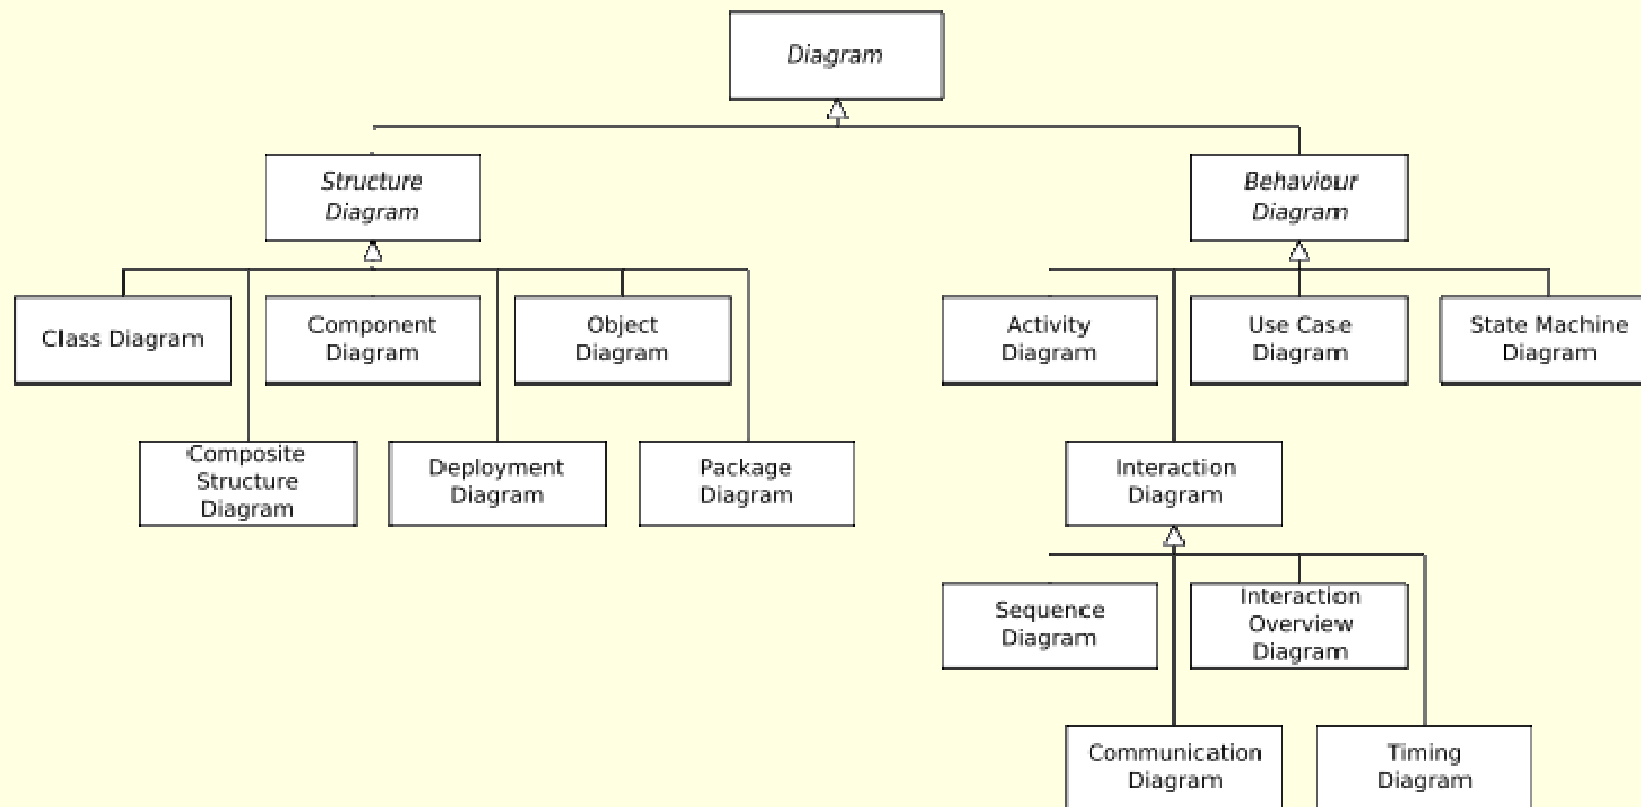 Diagram
Structure
Diagram
Behaviour
Diagram
Class Diagram
Component
Diagram
Object
Diagram
Activity
Diagram
Use Case
Diagram
State Machine
Diagram
Composite
Structure
Diagram
Deployment
Diagram
Package
Diagram
Interaction
Diagram
Sequence
Diagram
Interaction
Overview
Diagram
Communication
Diagram
Timing
Diagram